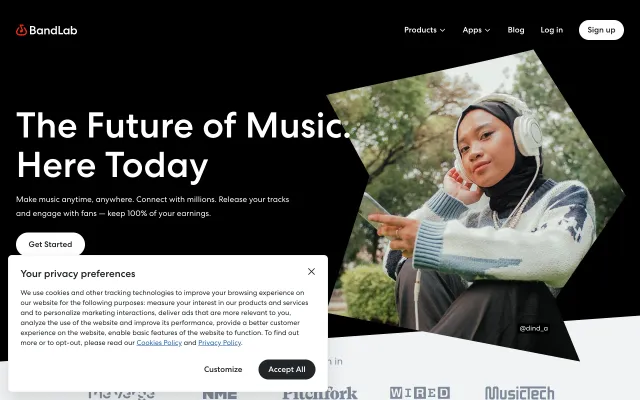 BandLab
Products
Apps
Blog
Log in
Sign up
The Future of Music.
Here Today
Make music anytime, anywhere. Connect with millions. Release your tracks
and engage with fans — keep 100% of your earnings.
Get Started
Your privacy preferences
We use cookies and other tracking technologies to improve your browsing experience on
our website for the following purposes: measure your interest in our products and services
and to personalize marketing interactions, deliver ads that are more relevant to you,
analyze the use of the website and improve its performance, provide a better customer
experience on the website, enable basic features of the website to function. To find out
more or to opt-out, please read our Cookies Policy and Privacy Policy.
Customize
Accept All
@dind_a
in
NME
Pitchfork
WIRED
MusicTech